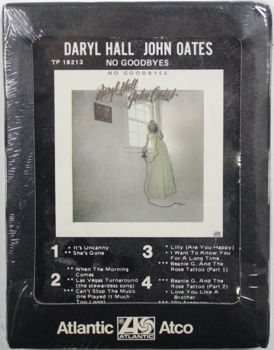 DARYL HALL JOHN OATES
TP 18213 NO GOODBYES
NO GOODBYES
Daryl Hall
John Oates
1
+ It's Uncanny
** She's Gone
2
** When The Morning
Comes
** Las Vegas Turnaround
(the stewardess song)
** Can't Stop The Music
(He Played It Much
Too Long)
3
* Lilly (Are You Happy)
+ I Want To Know You
For A Long Time
*** Beanie G. And The
Rose Tattoo (Part 1)
4
*** Beanie G. And The
Rose Tattoo (Part 2)
+ Love You Like A
Brother
Atlantic
ATLANTIC
Atco